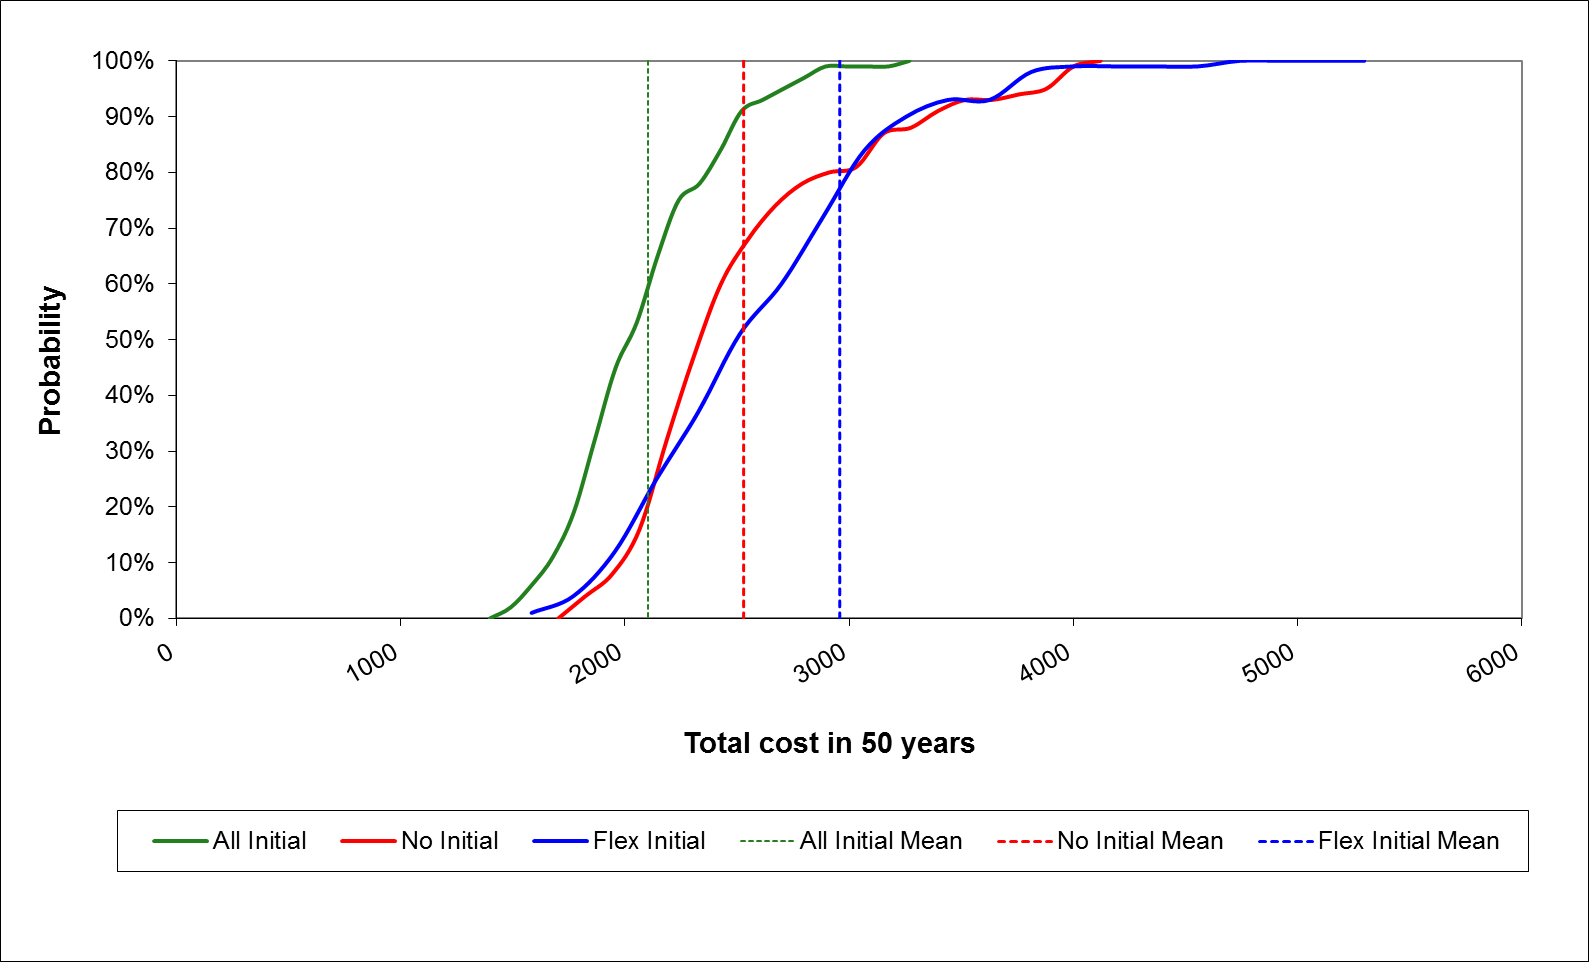 100%
90%
80%
70%
60%
50%
40%
30%
20%
10%
0%
Probability
0 1000 2000 3000 4000 5000 6000
Total cost in 50 years
All Initial No Initial Flex Initial All Initial Mean No Initial Mean Flex Initial Mean